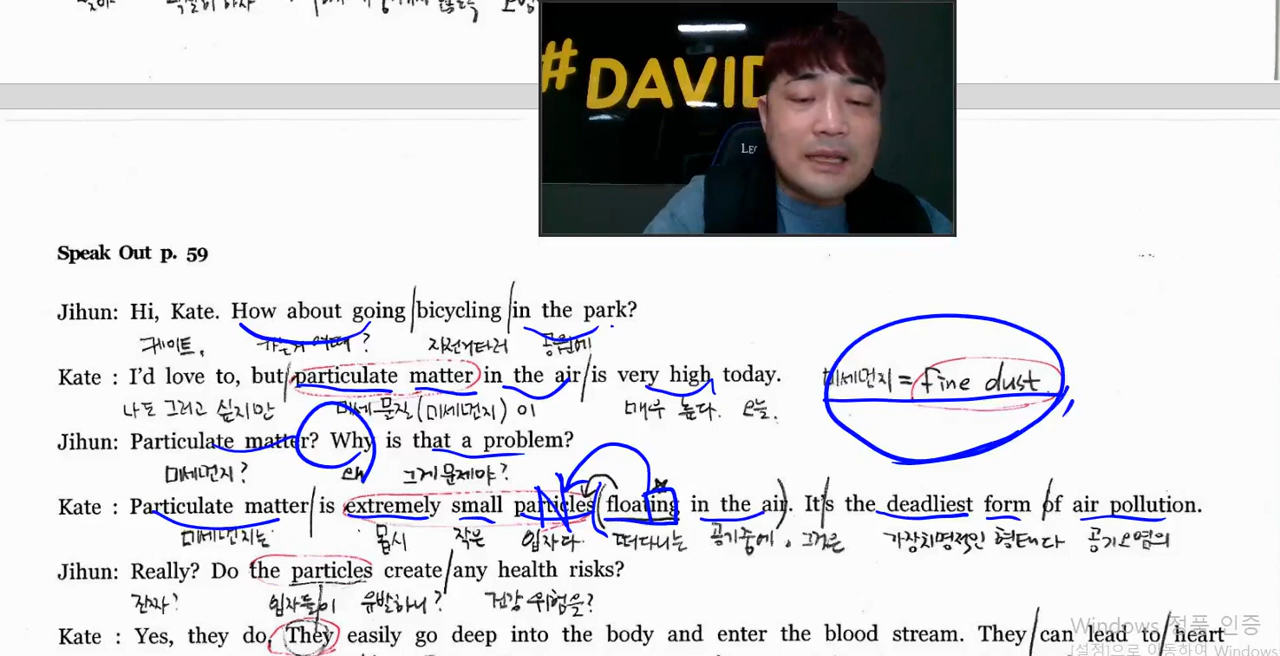 #DAVID
Speak Out p. 59
Jihun: Hi, Kate. How about going bicycling in the park?
케이트, 가는거 어때? 자전거타러 공원에
Kate : I'd love to, but particulate matter in the air is very high today.
미세먼지 = fine dust
나도 그러고 싶지만 미세 물질 (미세먼지) 이 매우 높다. 오늘.
Jihun: Particulate matter? Why is that a problem?
미세먼지? 왜 그게 문제야?
Kate : Particulate matter is extremely small particles floating in the air. It's the deadliest form of air pollution.
N
미세먼지는 몹시 작은 입자다. 떠다니는 공기중에. 그것은 가장치명적인 형태다 공기오염의
Jihun: Really? Do the particles create any health risks?
진짜? 입자들이 유발하니? 건강 위험을?
Kate : Yes, they do. They easily go deep into the body and enter the blood stream. They can lead to heart
Windows 정품 인증
[설정]으로 이동하여 Windows